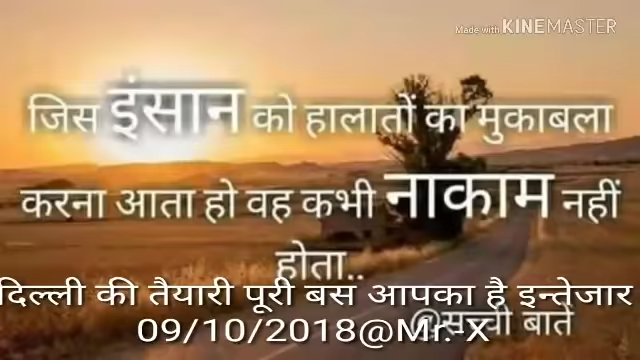 Made with KINEMASTER
जिस इंसान को हालातों का मुकाबला
करना आता हो वह कभी नाकाम नहीं
होता..
दिल्ली की तैयारी पूरी बस आपका है इन्तेजार
@सच्ची बाते
09/10/2018@Mr. X